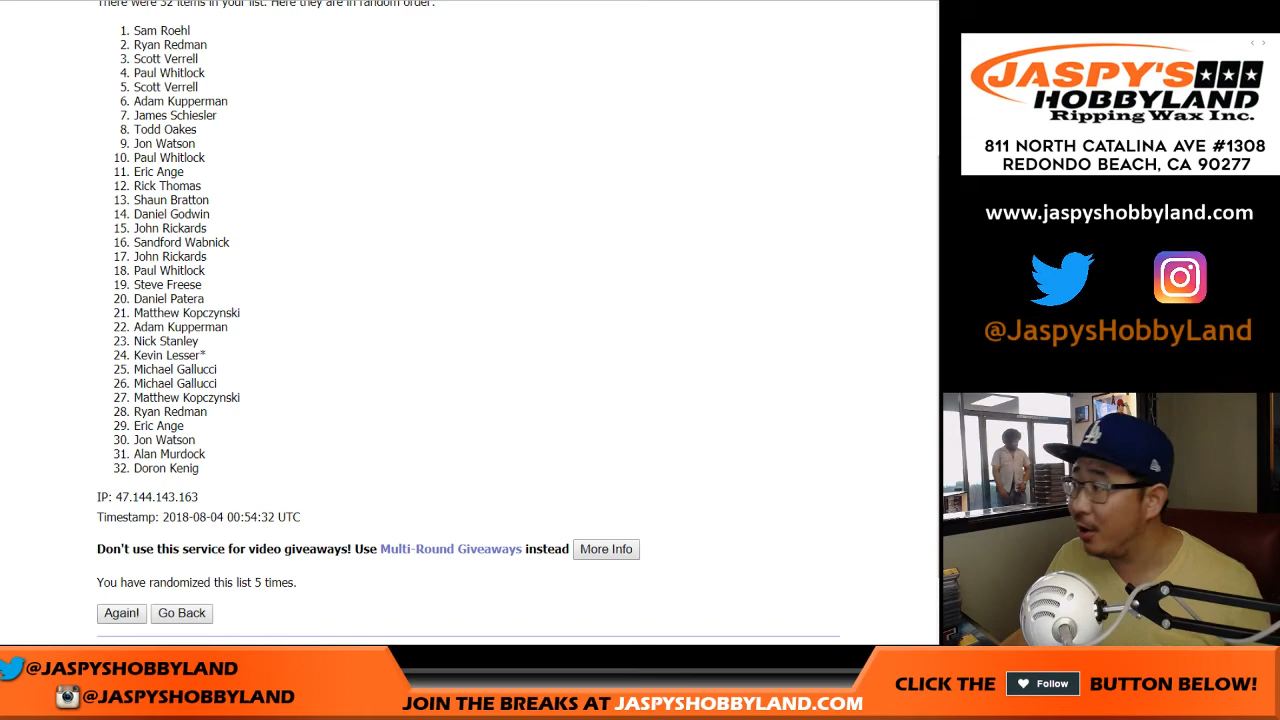 There were 32 items in your list. Here they are in random order:
1. Sam Roehl
2. Ryan Redman
3. Scott Verrell
4. Paul Whitlock
5. Scott Verrell
6. Adam Kupperman
7. James Schiesler
8. Todd Oakes
9. Jon Watson
10. Paul Whitlock
11. Eric Ange
12. Rick Thomas
13. Shaun Bratton
14. Daniel Godwin
15. John Rickards
16. Sandford Wabnick
17. John Rickards
18. Paul Whitlock
19. Steve Freese
20. Daniel Patera
21. Matthew Kopczynski
22. Adam Kupperman
23. Nick Stanley
24. Kevin Lesser*
25. Michael Gallucci
26. Michael Gallucci
27. Matthew Kopczynski
28. Ryan Redman
29. Eric Ange
30. Jon Watson
31. Alan Murdock
32. Doron Kenig
IP: 47.144.143.163
Timestamp: 2018-08-04 00:54:32 UTC
Don't use this service for video giveaways! Use Multi-Round Giveaways instead More Info
You have randomized this list 5 times.
Again! Go Back
JASPY'S
HOBBYLAND
Ripping Wax Inc.
811 NORTH CATALINA AVE #1308
REDONDO BEACH, CA 90277
www.jaspyshobbyland.com
@JaspysHobbyLand
LA
@JASPYSHOBBYLAND
@JASPYSHOBBYLAND
JOIN THE BREAKS AT JASPYSHOBBYLAND.COM
CLICK THE Follow BUTTON BELOW!